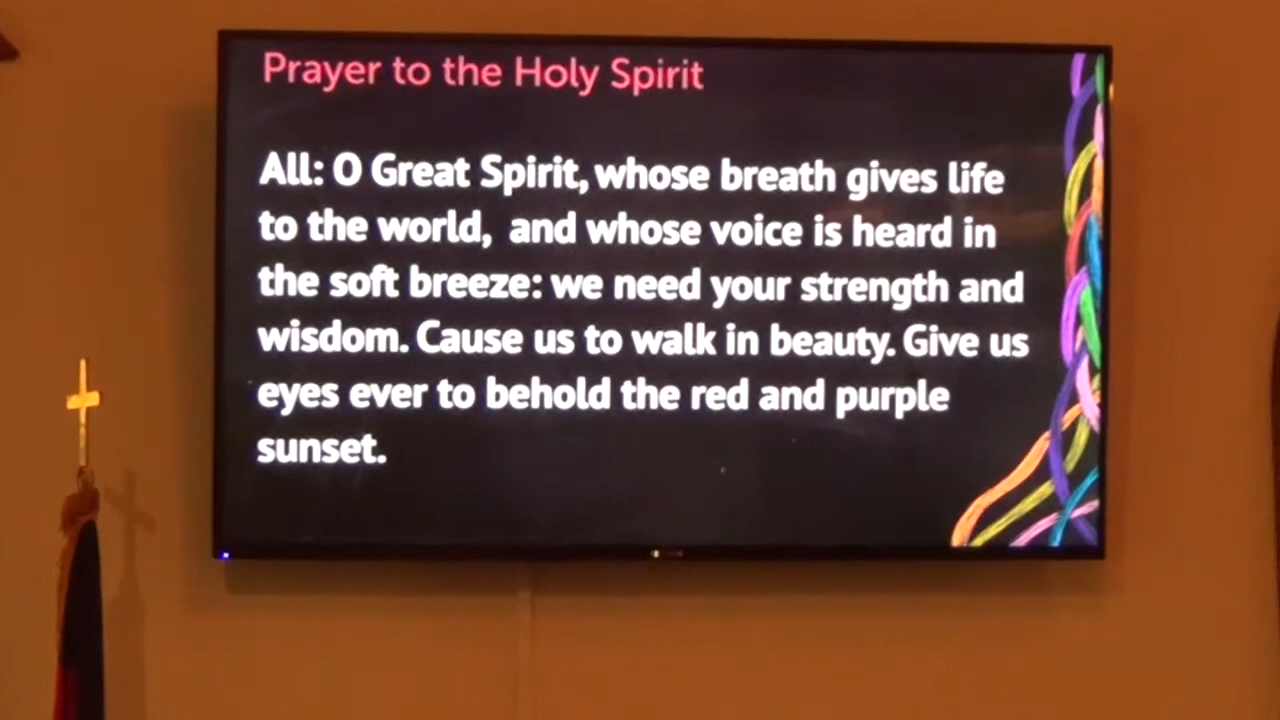 Prayer to the Holy Spirit
All: O Great Spirit, whose breath gives life
to the world, and whose voice is heard in
the soft breeze: we need your strength and
wisdom. Cause us to walk in beauty. Give us
eyes ever to behold the red and purple
sunset.